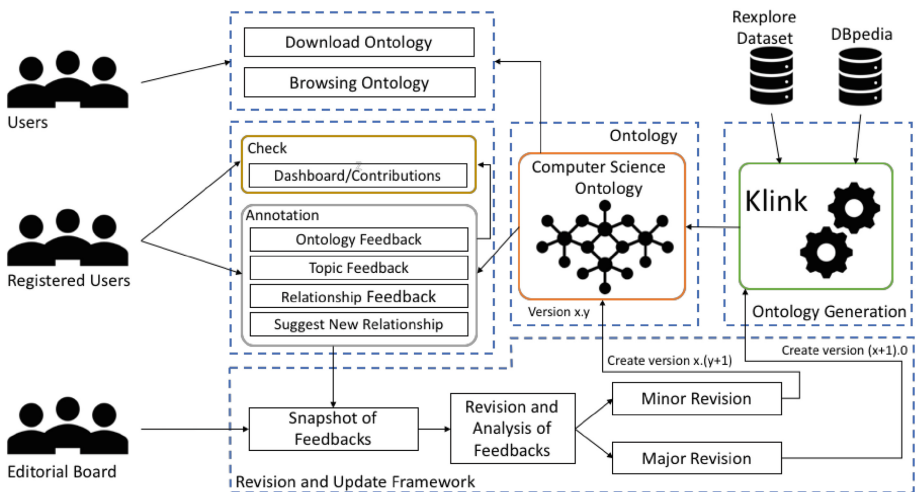 Download Ontology
Browsing Ontology
Users
Rexplore
Dataset
DBpedia
Check
Dashboard/Contributions
Annotation
Ontology Feedback
Topic Feedback
Relationship Feedback
Suggest New Relationship
Registered Users
Ontology
Computer Science
Ontology
Version x.y
Klink
Ontology Generation
Create version x.(y+1)
Create version (x+1).0
Editorial Board
Snapshot of
Feedbacks
Revision and
Analysis of
Feedbacks
Minor Revision
Major Revision
Revision and Update Framework